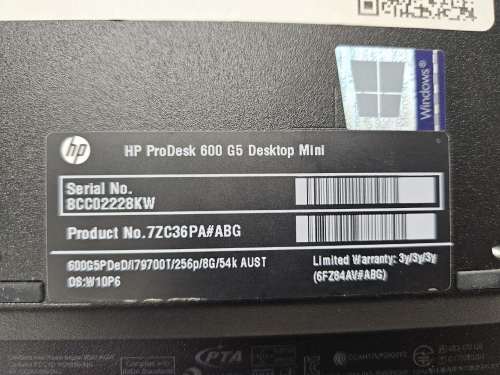 Windows®
hp
HP ProDesk 600 G5 Desktop Mini
Serial No.
8CC02228KW
Product No.7ZC36PA#ABG
600G5PDeD/i79700T/256p/8G/54k AUST
OS:W10P6
Limited Warranty: 3y/3y/3y
(6FZ84AV#ABG)
PTA